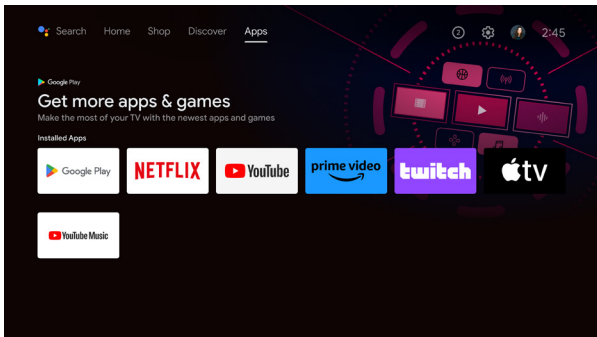 Search Home Shop Discover Apps 2 2:45
Google Play
Get more apps & games
Make the most of your TV with the newest apps and games
Installed Apps
Google Play NETFLIX YouTube prime video twitch tv
YouTube Music